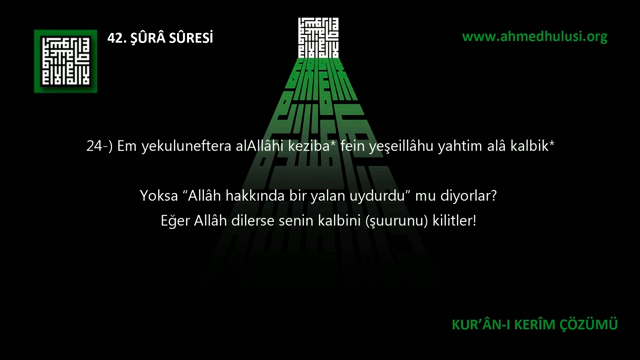 42. ŞÛRÂ SÛRESİ
www.ahmedhulusi.org
24-) Em yekuluneftera alAllâhi keziba* fein yeşeillâhu yahtim alâ kalbik*
Yoksa “Allâh hakkında bir yalan uydurdu” mu diyorlar?
Eğer Allâh dilerse senin kalbini (şuurunu) kilitler!
KUR’ÂN-I KERÎM ÇÖZÜMÜ